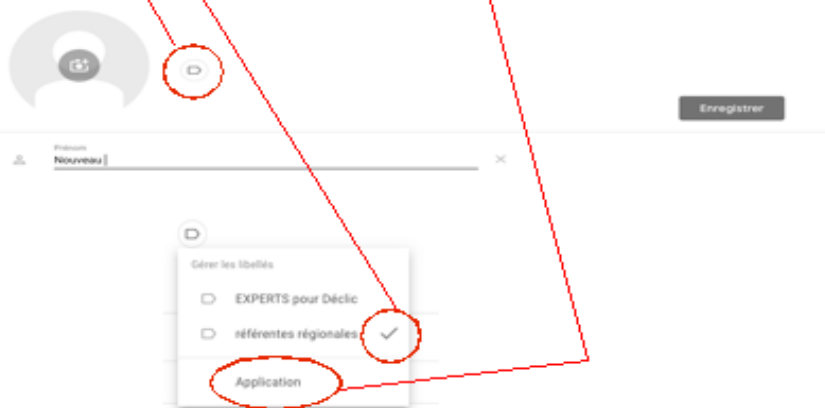 Enregistrer
Prénom
Nouveau
Gérer les libellés
EXPERTS pour Déclic
référentes régionales
Application